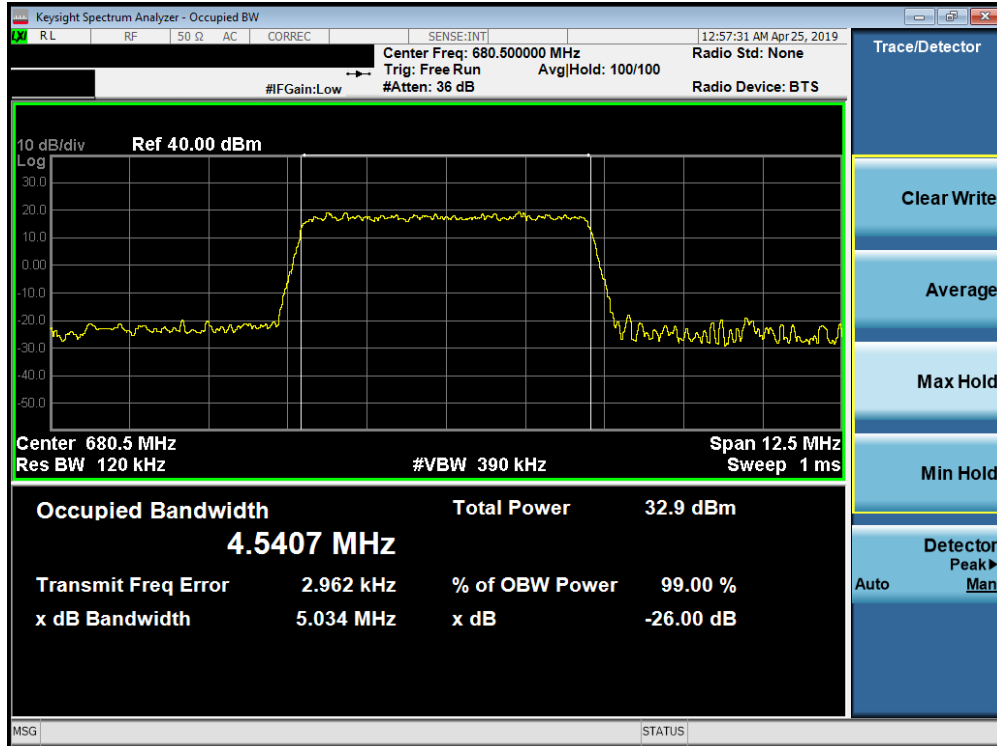 Keysight Spectrum Analyzer - Occupied BW
LXI RL RF 50 Ω AC CORREC SENSE:INT 12:57:31 AM Apr 25, 2019
Center Freq: 680.500000 MHz Radio Std: None
Trig: Free Run Avg|Hold: 100/100
#IFGain:Low #Atten: 36 dB Radio Device: BTS
10 dB/div Ref 40.00 dBm
Log
30.0
20.0
10.0
0.00
-10.0
-20.0
-30.0
-40.0
-50.0
Center 680.5 MHz Span 12.5 MHz
Res BW 120 kHz #VBW 390 kHz Sweep 1 ms
Occupied Bandwidth Total Power 32.9 dBm
4.5407 MHz
Transmit Freq Error 2.962 kHz % of OBW Power 99.00 %
x dB Bandwidth 5.034 MHz x dB -26.00 dB
MSG STATUS
Trace/Detector
Clear Write
Average
Max Hold
Min Hold
Detector
Peak▶
Auto Man